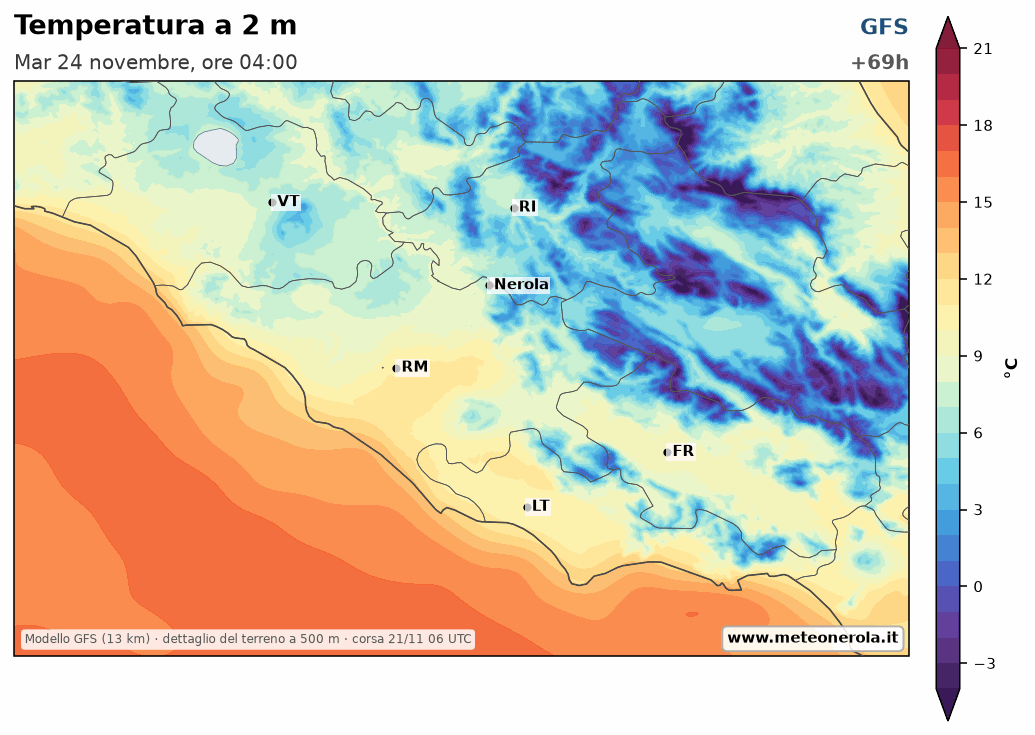 Temperatura a 2 m
GFS
Mar 24 novembre, ore 04:00
+69h
VT
RI
Nerola
RM
FR
LT
Modello GFS (13 km) · dettaglio del terreno a 500 m · corsa 21/11 06 UTC
www.meteonerola.it
21
18
15
12
9
6
3
0
−3
°C